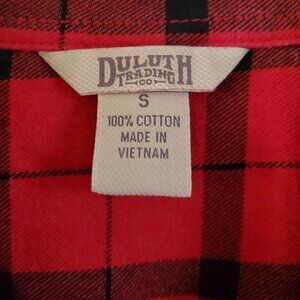 DULUTH
TRADING
CO
S
100% COTTON
MADE IN
VIETNAM